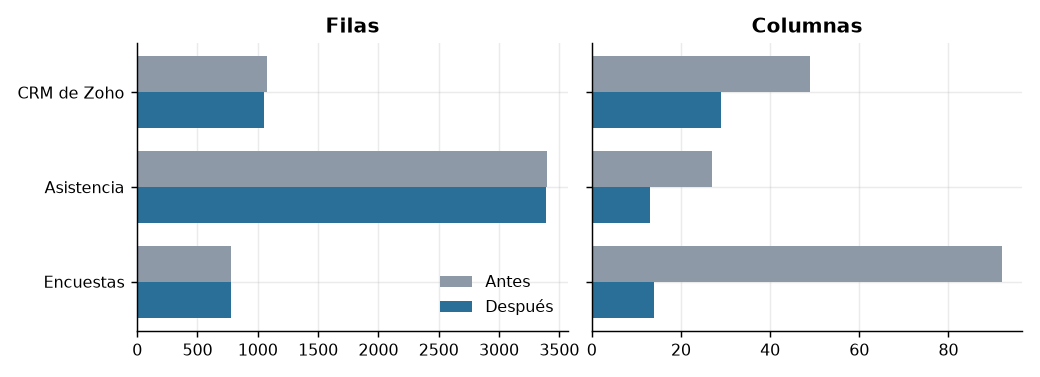 Filas
Columnas
CRM de Zoho
Asistencia
Encuestas
Antes
Después
0 500 1000 1500 2000 2500 3000 3500
0 20 40 60 80